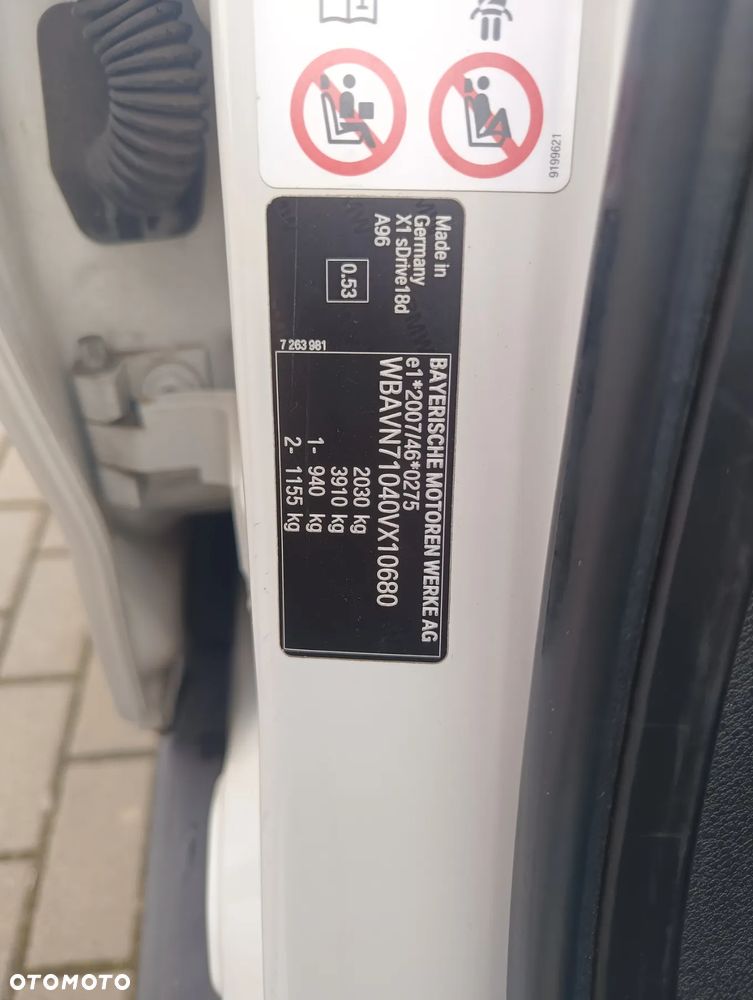 9199621
Made in
Germany
X1 sDrive18d
A96
0.53
7 263 981
BAYERISCHE MOTOREN WERKE AG
e1*2007/46*0275
WBAVN71040VX10680
2030 kg
3910 kg
1- 940 kg
2- 1155 kg
OTOMOTO